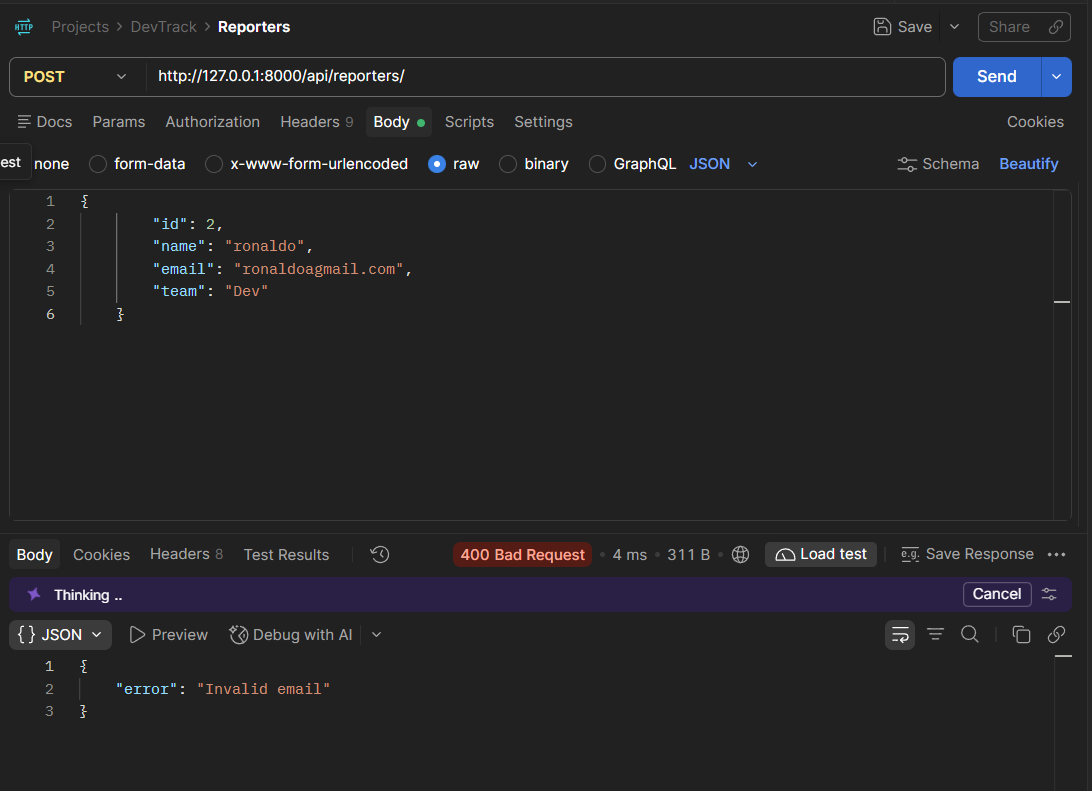 HTTP Projects > DevTrack > Reporters Save Share
POST http://127.0.0.1:8000/api/reporters/ Send
Docs Params Authorization Headers 9 Body Scripts Settings Cookies
est none form-data x-www-form-urlencoded raw binary GraphQL JSON Schema Beautify
1 {
2 "id": 2,
3 "name": "ronaldo",
4 "email": "ronaldoagmail.com",
5 "team": "Dev"
6 }
Body Cookies Headers 8 Test Results 400 Bad Request • 4 ms • 311 B • Load test e.g. Save Response
Thinking .. Cancel
{} JSON Preview Debug with AI
1 {
2 "error": "Invalid email"
3 }